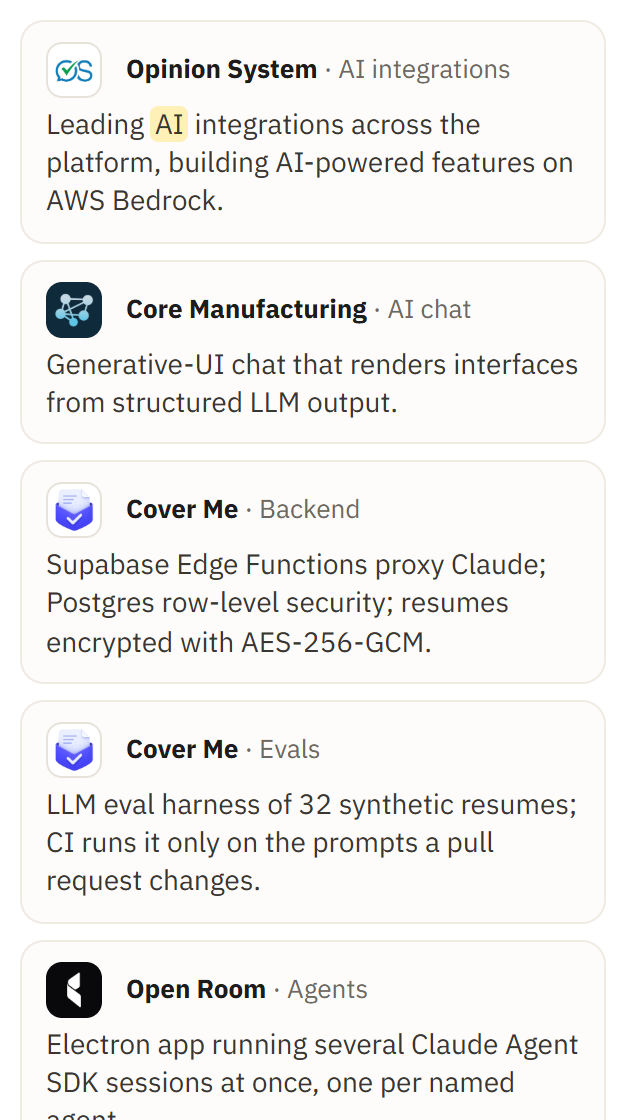 Opinion System · AI integrations
Leading AI integrations across the
platform, building AI-powered features on
AWS Bedrock.
Core Manufacturing · AI chat
Generative-UI chat that renders interfaces
from structured LLM output.
Cover Me · Backend
Supabase Edge Functions proxy Claude;
Postgres row-level security; resumes
encrypted with AES-256-GCM.
Cover Me · Evals
LLM eval harness of 32 synthetic resumes;
CI runs it only on the prompts a pull
request changes.
Open Room · Agents
Electron app running several Claude Agent
SDK sessions at once, one per named
agent.